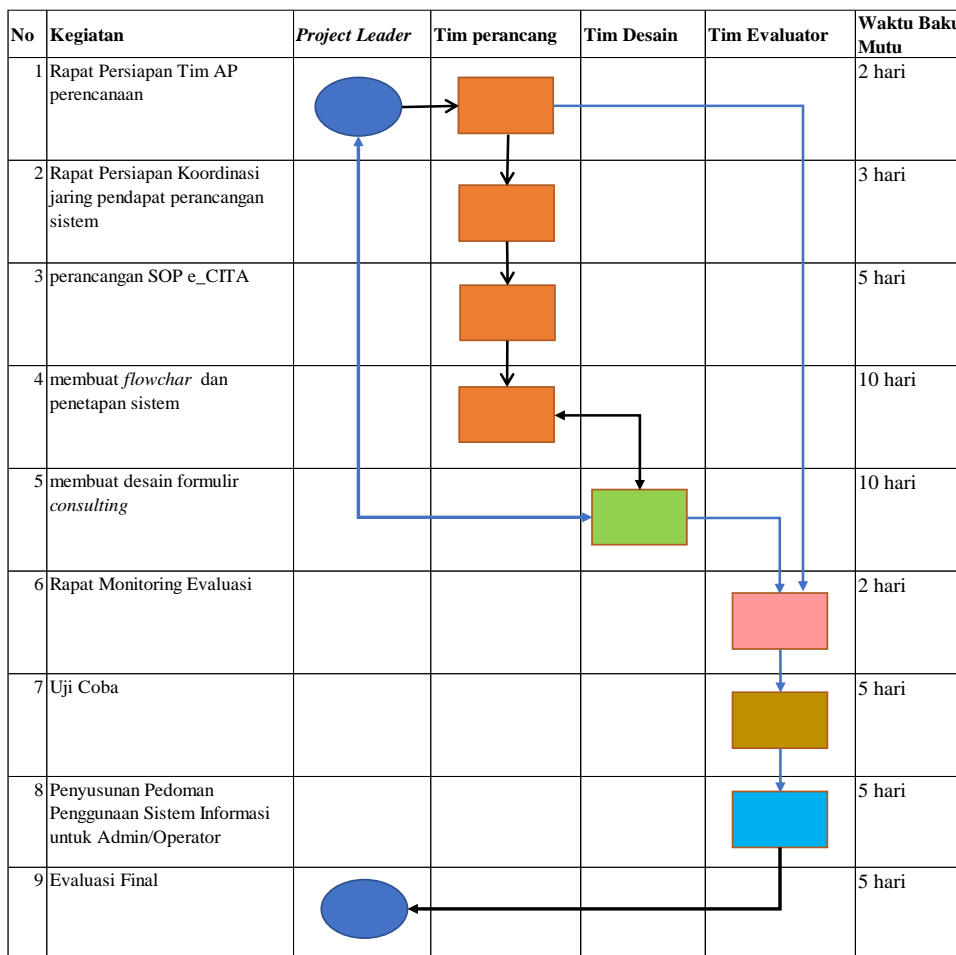 No Kegiatan Project Leader Tim perancang Tim Desain Tim Evaluator Waktu Baku
Mutu
1 Rapat Persiapan Tim AP 2 hari
perencanaan
2 Rapat Persiapan Koordinasi 3 hari
jaring pendapat perancangan
sistem
3 perancangan SOP e_CITA 5 hari
4 membuat flowchar dan 10 hari
penetapan sistem
5 membuat desain formulir 10 hari
consulting
6 Rapat Monitoring Evaluasi 2 hari
7 Uji Coba 5 hari
8 Penyusunan Pedoman 5 hari
Penggunaan Sistem Informasi
untuk Admin/Operator
9 Evaluasi Final 5 hari